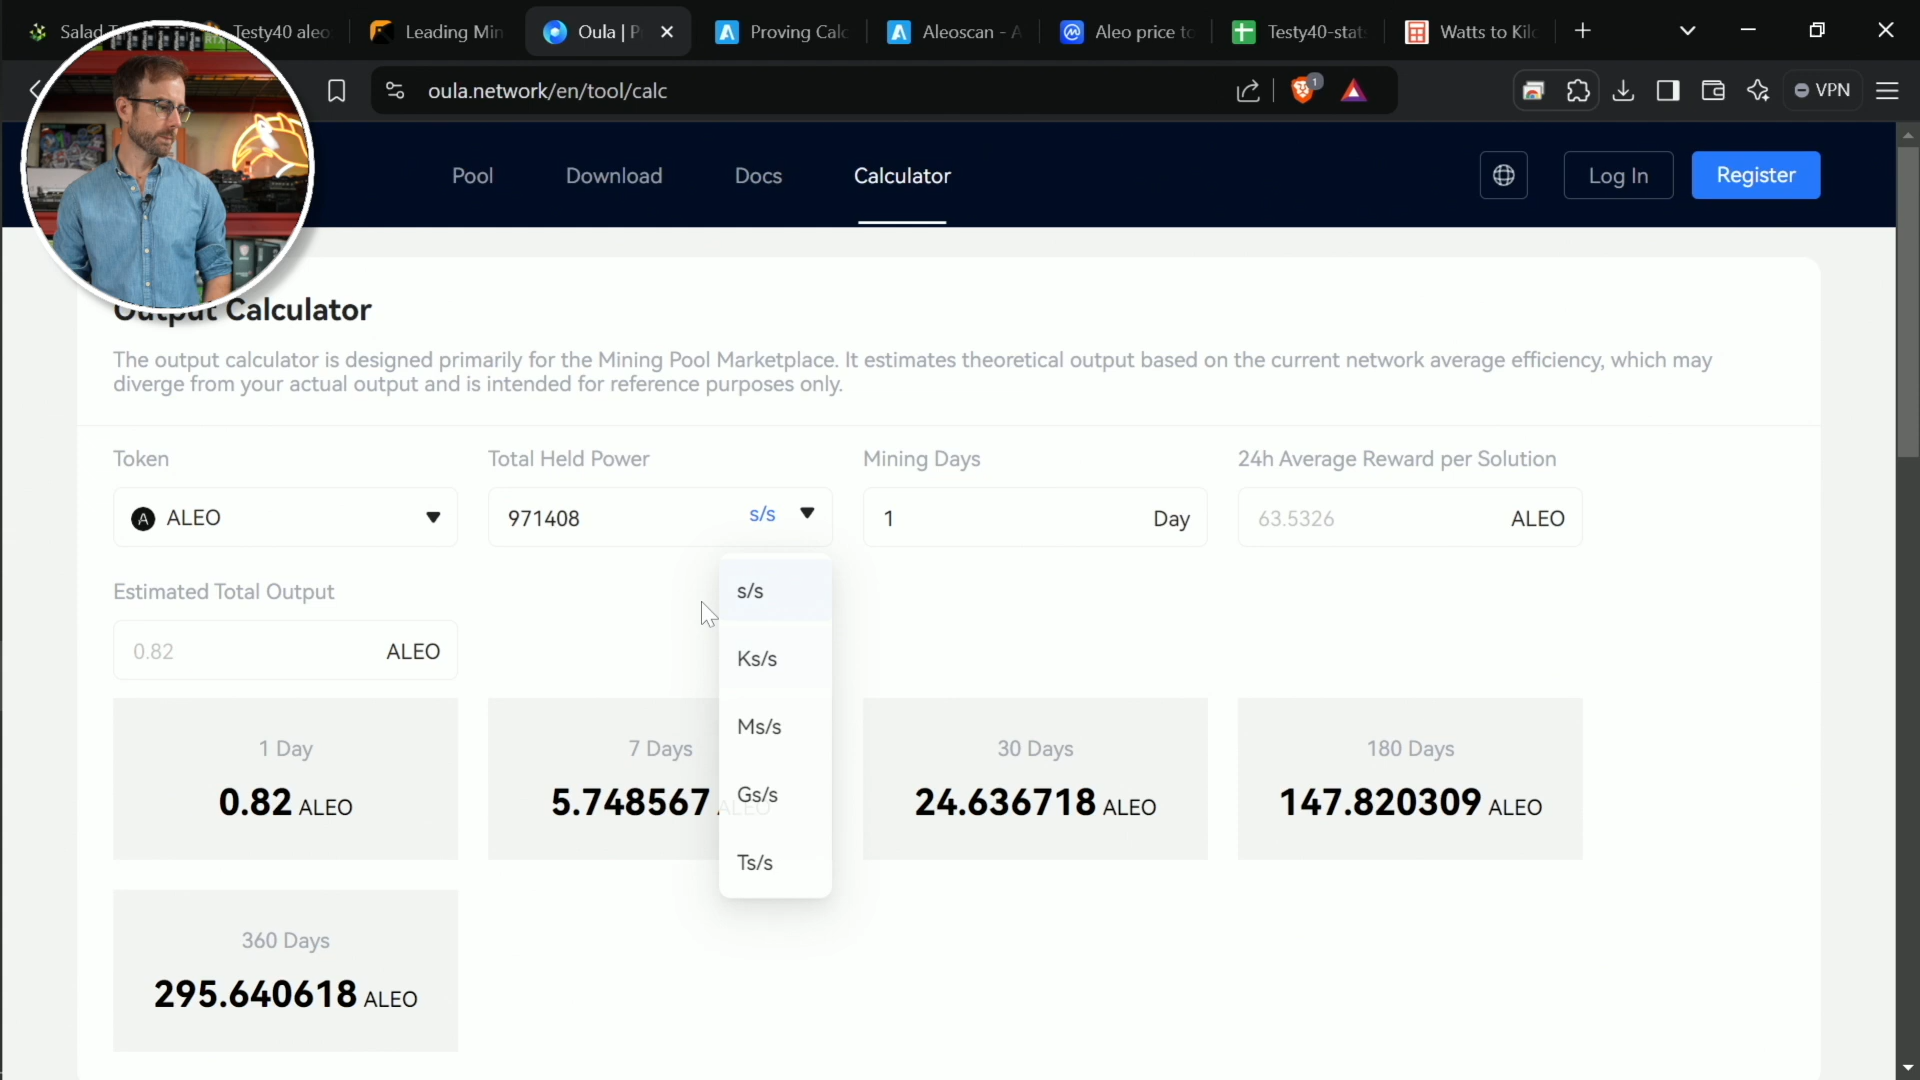 Salad T
Testy40 aleo
Leading Min
Oula | P
Proving Calc
Aleoscan - A
Aleo price to
Testy40-stat
Watts to Kilo
oula.network/en/tool/calc
1
VPN
Pool
Download
Docs
Calculator
Log In
Register
Output Calculator
The output calculator is designed primarily for the Mining Pool Marketplace. It estimates theoretical output based on the current network average efficiency, which may
diverge from your actual output and is intended for reference purposes only.
Token
Total Held Power
Mining Days
24h Average Reward per Solution
ALEO
971408 s/s
1 Day
63.5326 ALEO
s/s
Ks/s
Ms/s
Gs/s
Ts/s
Estimated Total Output
0.82 ALEO
1 Day
0.82 ALEO
7 Days
5.748567 ALEO
30 Days
24.636718 ALEO
180 Days
147.820309 ALEO
360 Days
295.640618 ALEO